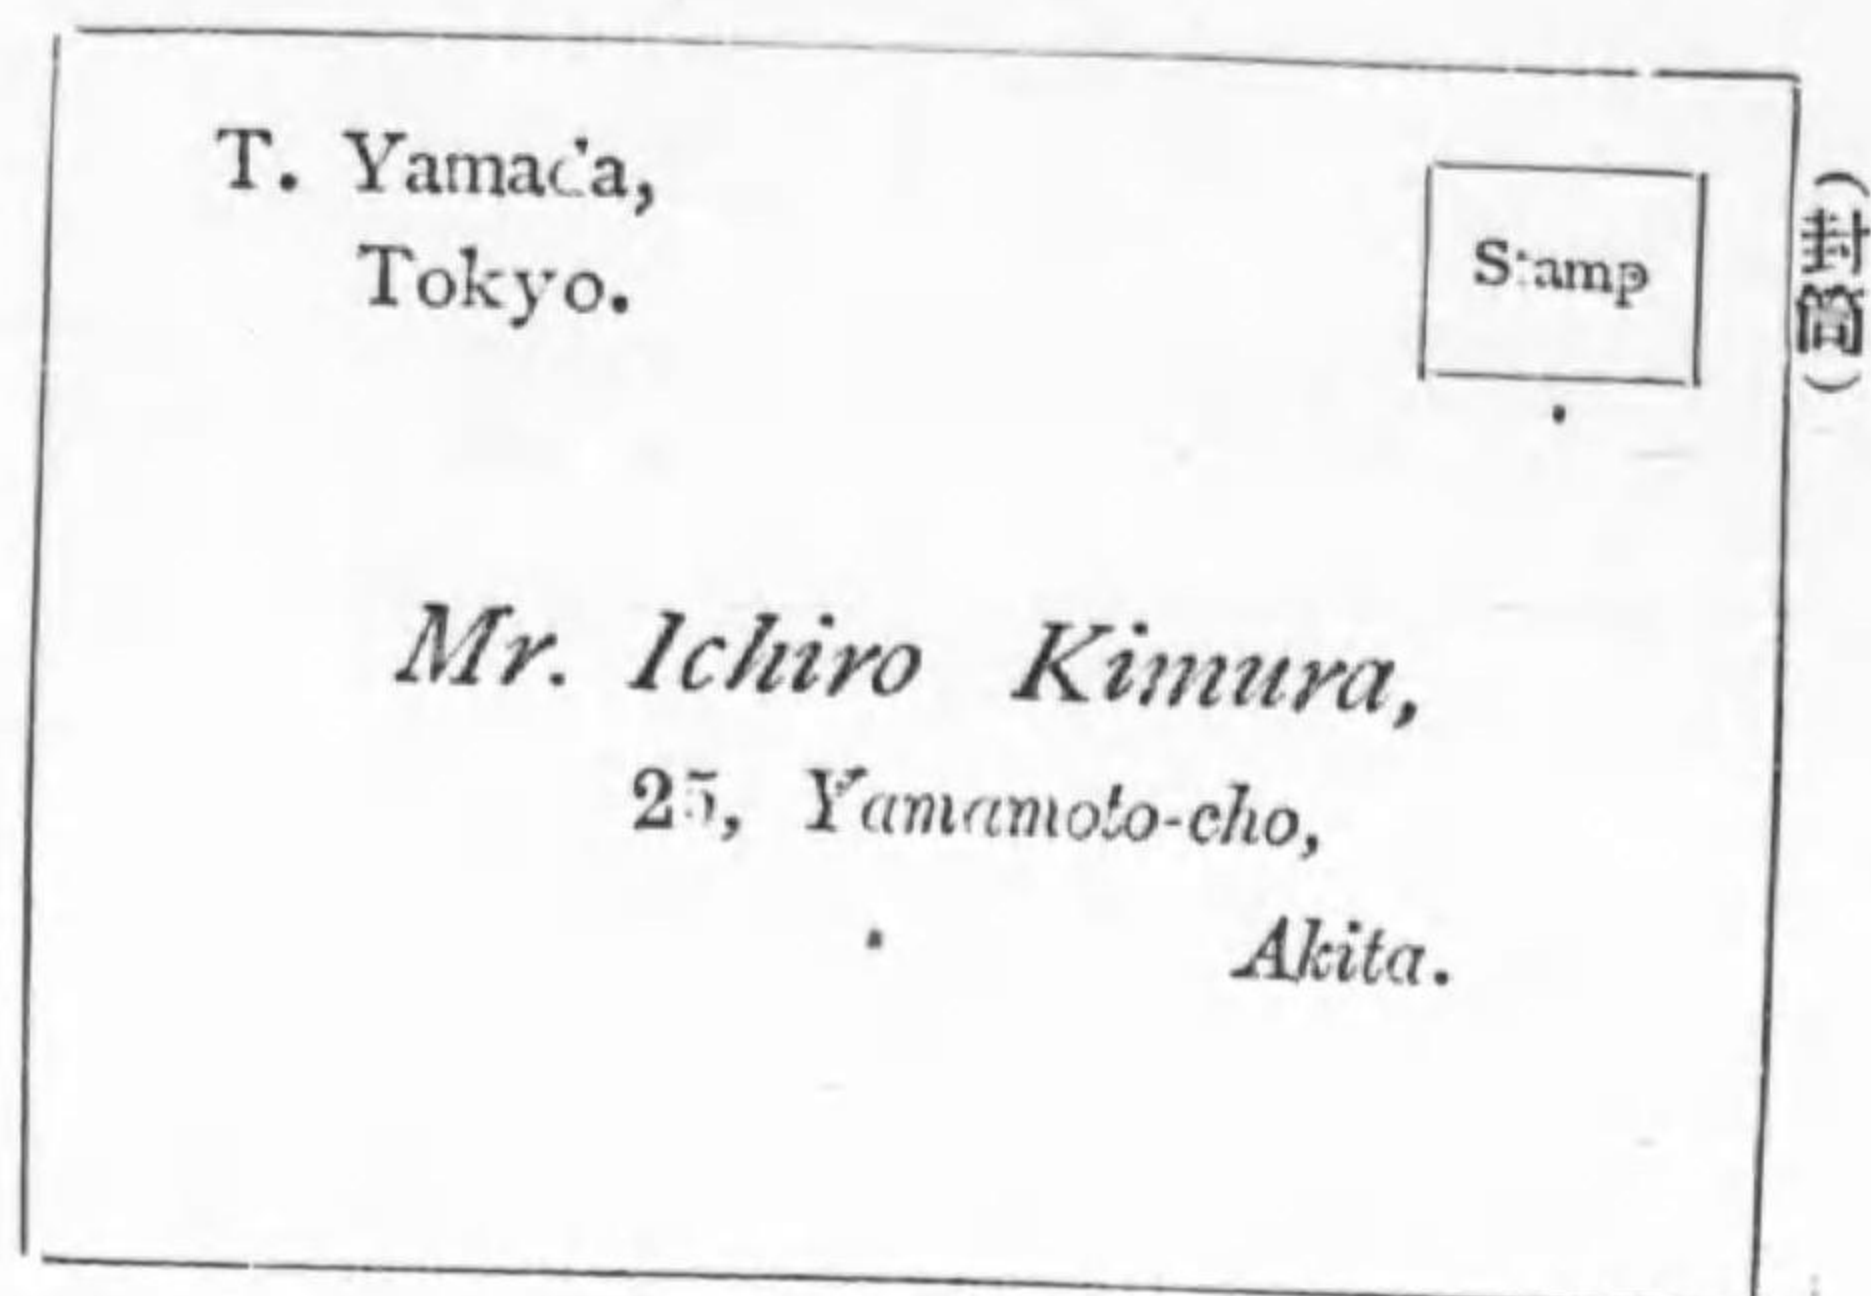 T. Yamada,
Tokyo.
Stamp
(封筒)
Mr. Ichiro Kimura,
25, Yamamoto-cho,
Akita.